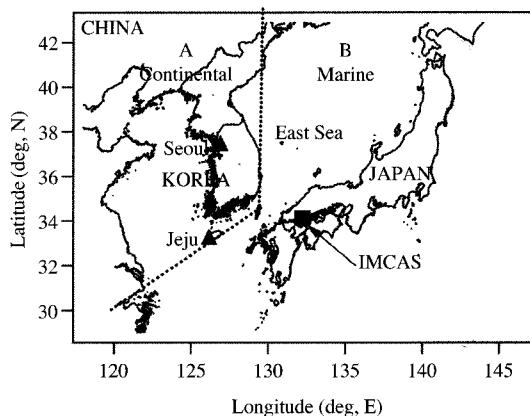 CHINA
A
Continental
B
Marine
East Sea
Seoul
KOREA
JAPAN
Jeju
IMCAS
Latitude (deg, N)
42
40
38
36
34
32
30
120 125 130 135 140 145
Longitude (deg, E)